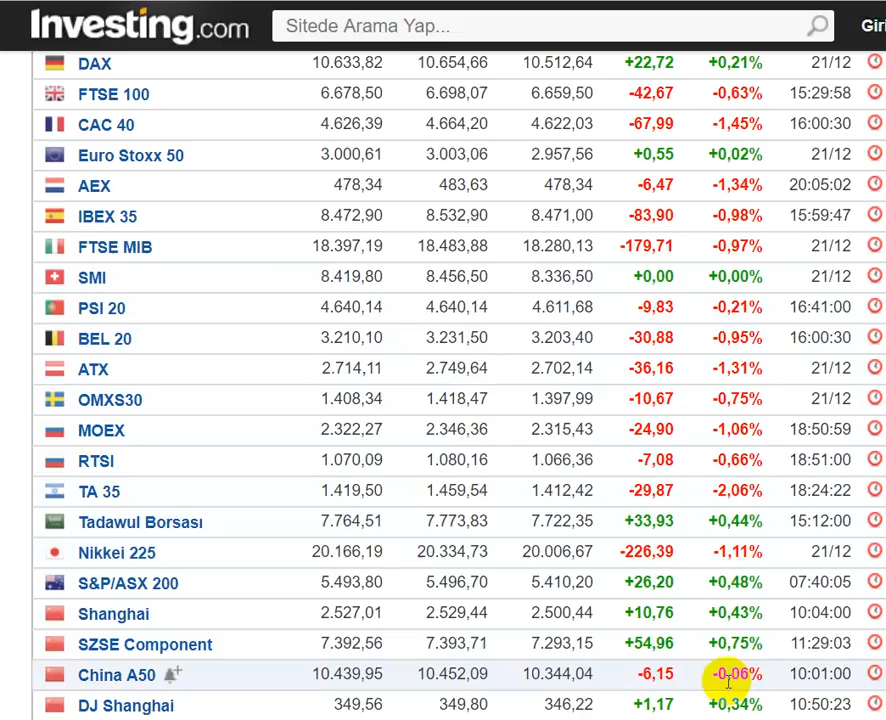 Investing.com Sitede Arama Yap... Giri
DAX 10.633,82 10.654,66 10.512,64 +22,72 +0,21% 21/12
FTSE 100 6.678,50 6.698,07 6.659,50 -42,67 -0,63% 15:29:58
CAC 40 4.626,39 4.664,20 4.622,03 -67,99 -1,45% 16:00:30
Euro Stoxx 50 3.000,61 3.003,06 2.957,56 +0,55 +0,02% 21/12
AEX 478,34 483,63 478,34 -6,47 -1,34% 20:05:02
IBEX 35 8.472,90 8.532,90 8.471,00 -83,90 -0,98% 15:59:47
FTSE MIB 18.397,19 18.483,88 18.280,13 -179,71 -0,97% 21/12
SMI 8.419,80 8.456,50 8.336,50 +0,00 +0,00% 21/12
PSI 20 4.640,14 4.640,14 4.611,68 -9,83 -0,21% 16:41:00
BEL 20 3.210,10 3.231,50 3.203,40 -30,88 -0,95% 16:00:30
ATX 2.714,11 2.749,64 2.702,14 -36,16 -1,31% 21/12
OMXS30 1.408,34 1.418,47 1.397,99 -10,67 -0,75% 21/12
MOEX 2.322,27 2.346,36 2.315,43 -24,90 -1,06% 18:50:59
RTSI 1.070,09 1.080,16 1.066,36 -7,08 -0,66% 18:51:00
TA 35 1.419,50 1.459,54 1.412,42 -29,87 -2,06% 18:24:22
Tadawul Borsası 7.764,51 7.773,83 7.722,35 +33,93 +0,44% 15:12:00
Nikkei 225 20.166,19 20.334,73 20.006,67 -226,39 -1,11% 21/12
S&P/ASX 200 5.493,80 5.496,70 5.410,20 +26,20 +0,48% 07:40:05
Shanghai 2.527,01 2.529,44 2.500,44 +10,76 +0,43% 10:04:00
SZSE Component 7.392,56 7.393,71 7.293,15 +54,96 +0,75% 11:29:03
China A50 10.439,95 10.452,09 10.344,04 -6,15 -0,06% 10:01:00
DJ Shanghai 349,56 349,80 346,22 +1,17 +0,34% 10:50:23